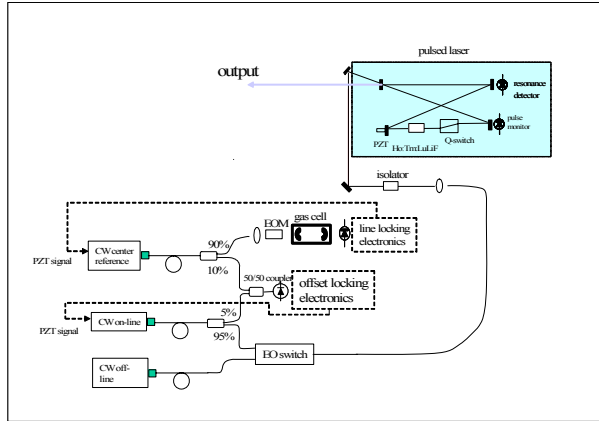 pulsed laser
output
resonance
detector
pulse
monitor
PZT
Ho:Tm:LuLiF
Q-switch
isolator
EOM
gas cell
line locking
electronics
90%
CW center
reference
PZT signal
10%
50/50 coupler
offset locking
electronics
5%
CW on-line
PZT signal
95%
EO switch
CW off-
line